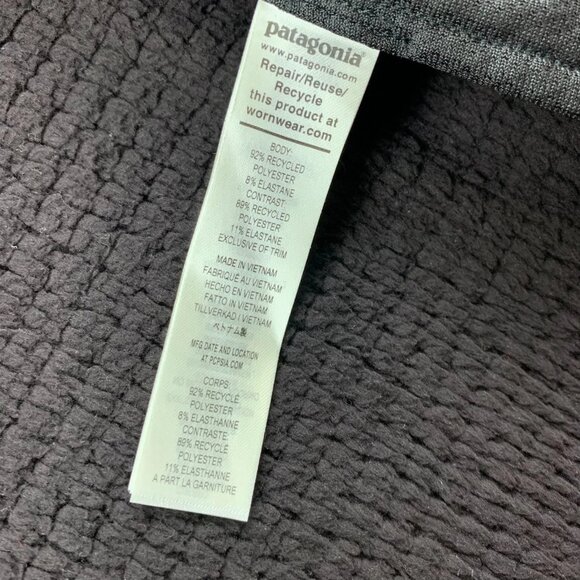 patagonia®
www.patagonia.com
Repair/Reuse/
Recycle
this product at
wornwear.com
BODY:
92% RECYCLED
POLYESTER
8% ELASTANE
CONTRAST
89% RECYCLED
POLYESTER
11% ELASTANE
EXCLUSIVE OF TRIM
MADE IN VIETNAM
FABRIQUÉ AU VIETNAM
HECHO EN VIETNAM
FATTO IN VIETNAM
TILLVERKAD I VIETNAM
ベトナム製
MFG DATE AND LOCATION
AT PCPSIA.COM
CORPS:
92% RECYCLÉ
POLYESTER
8% ELASTHANNE
CONTRASTE:
89% RECYCLÉ
POLYESTER
11% ELASTHANNE
A PART LA GARNITURE